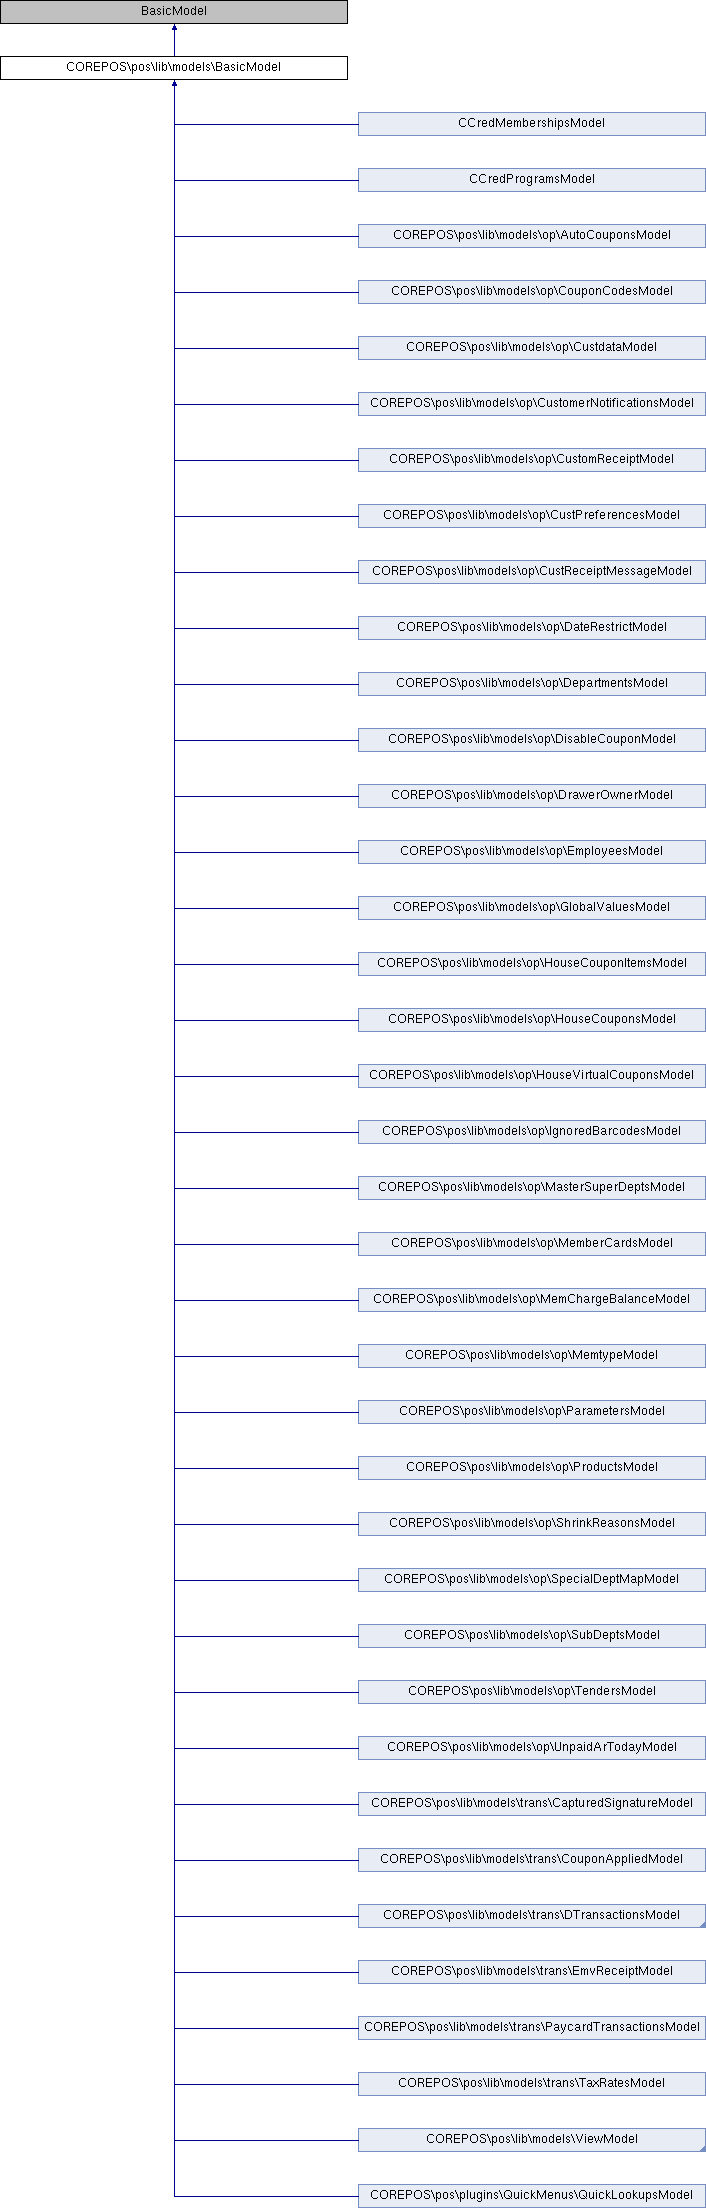 BasicModel
COREPOS\pos\lib\models\BasicModel
CCredMembershipsModel
CCredProgramsModel
COREPOS\pos\lib\models\op\AutoCouponsModel
COREPOS\pos\lib\models\op\CouponCodesModel
COREPOS\pos\lib\models\op\CustdataModel
COREPOS\pos\lib\models\op\CustomerNotificationsModel
COREPOS\pos\lib\models\op\CustomReceiptModel
COREPOS\pos\lib\models\op\CustPreferencesModel
COREPOS\pos\lib\models\op\CustReceiptMessageModel
COREPOS\pos\lib\models\op\DateRestrictModel
COREPOS\pos\lib\models\op\DepartmentsModel
COREPOS\pos\lib\models\op\DisableCouponModel
COREPOS\pos\lib\models\op\DrawerOwnerModel
COREPOS\pos\lib\models\op\EmployeesModel
COREPOS\pos\lib\models\op\GlobalValuesModel
COREPOS\pos\lib\models\op\HouseCouponItemsModel
COREPOS\pos\lib\models\op\HouseCouponsModel
COREPOS\pos\lib\models\op\HouseVirtualCouponsModel
COREPOS\pos\lib\models\op\IgnoredBarcodesModel
COREPOS\pos\lib\models\op\MasterSuperDeptsModel
COREPOS\pos\lib\models\op\MemberCardsModel
COREPOS\pos\lib\models\op\MemChargeBalanceModel
COREPOS\pos\lib\models\op\MemtypeModel
COREPOS\pos\lib\models\op\ParametersModel
COREPOS\pos\lib\models\op\ProductsModel
COREPOS\pos\lib\models\op\ShrinkReasonsModel
COREPOS\pos\lib\models\op\SpecialDeptMapModel
COREPOS\pos\lib\models\op\SubDeptsModel
COREPOS\pos\lib\models\op\TendersModel
COREPOS\pos\lib\models\op\UnpaidArTodayModel
COREPOS\pos\lib\models\trans\CapturedSignatureModel
COREPOS\pos\lib\models\trans\CouponAppliedModel
COREPOS\pos\lib\models\trans\DTransactionsModel
COREPOS\pos\lib\models\trans\EmvReceiptModel
COREPOS\pos\lib\models\trans\PaycardTransactionsModel
COREPOS\pos\lib\models\trans\TaxRatesModel
COREPOS\pos\lib\models\ViewModel
COREPOS\pos\plugins\QuickMenus\QuickLookupsModel